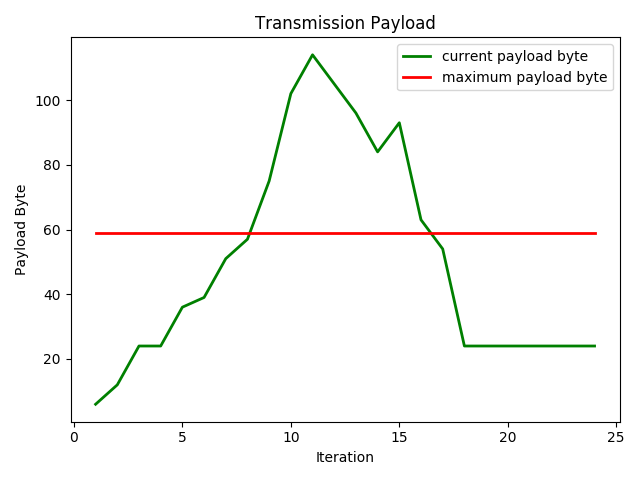 Transmission Payload
current payload byte
maximum payload byte
Payload Byte
100
80
60
40
20
0 5 10 15 20 25
Iteration